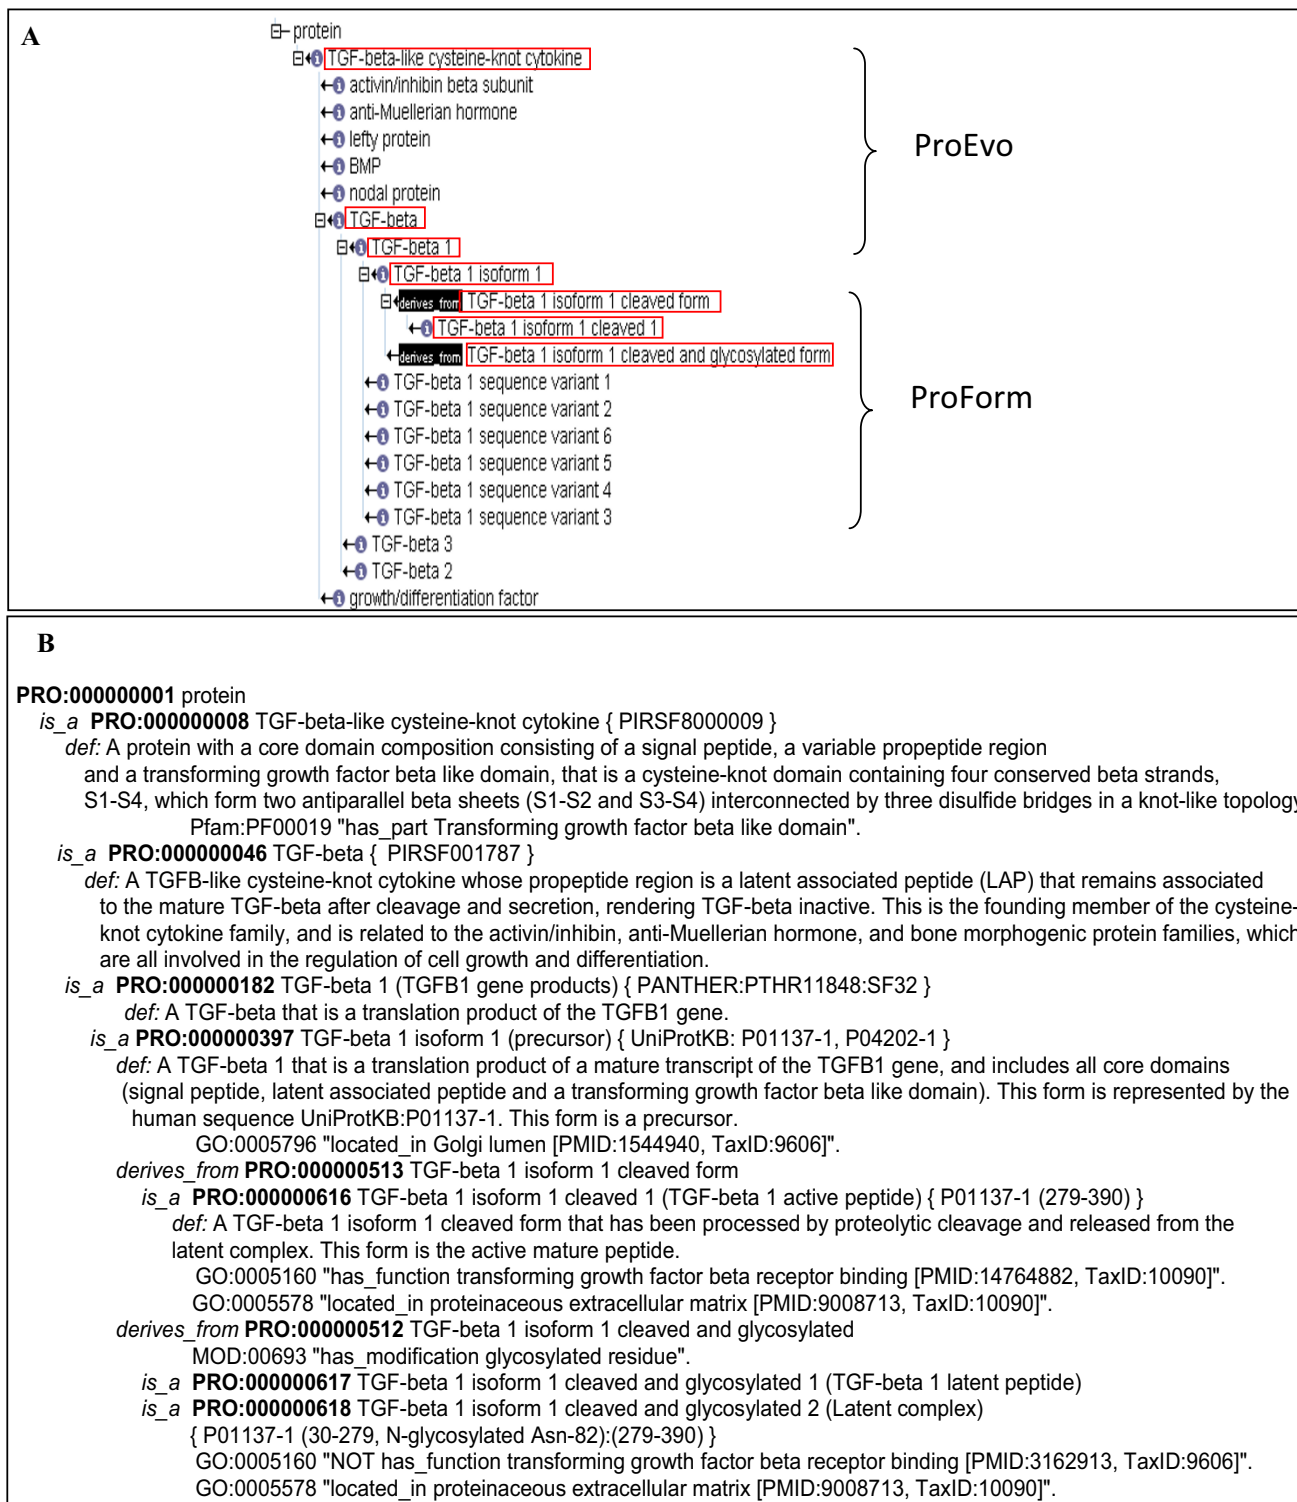 A
protein
TGF-beta-like cysteine-knot cytokine
activin/inhibin beta subunit
anti-Muellerian hormone
lefty protein
BMP
nodal protein
TGF-beta
TGF-beta 1
TGF-beta 1 isoform 1
derives_from TGF-beta 1 isoform 1 cleaved form
TGF-beta 1 isoform 1 cleaved 1
derives_from TGF-beta 1 isoform 1 cleaved and glycosylated form
TGF-beta 1 sequence variant 1
TGF-beta 1 sequence variant 2
TGF-beta 1 sequence variant 6
TGF-beta 1 sequence variant 5
TGF-beta 1 sequence variant 4
TGF-beta 1 sequence variant 3
TGF-beta 3
TGF-beta 2
growth/differentiation factor
ProEvo
ProForm
B
PRO:000000001 protein
is_a PRO:000000008 TGF-beta-like cysteine-knot cytokine { PIRSF8000009 }
def: A protein with a core domain composition consisting of a signal peptide, a variable propeptide region
and a transforming growth factor beta like domain, that is a cysteine-knot domain containing four conserved beta strands,
S1-S4, which form two antiparallel beta sheets (S1-S2 and S3-S4) interconnected by three disulfide bridges in a knot-like topology
Pfam:PF00019 "has_part Transforming growth factor beta like domain".
is_a PRO:000000046 TGF-beta { PIRSF001787 }
def: A TGFB-like cysteine-knot cytokine whose propeptide region is a latent associated peptide (LAP) that remains associated
to the mature TGF-beta after cleavage and secretion, rendering TGF-beta inactive. This is the founding member of the cysteine-
knot cytokine family, and is related to the activin/inhibin, anti-Muellerian hormone, and bone morphogenic protein families, which
are all involved in the regulation of cell growth and differentiation.
is_a PRO:000000182 TGF-beta 1 (TGFB1 gene products) { PANTHER:PTHR11848:SF32 }
def: A TGF-beta that is a translation product of the TGFB1 gene.
is_a PRO:000000397 TGF-beta 1 isoform 1 (precursor) { UniProtKB: P01137-1, P04202-1 }
def: A TGF-beta 1 that is a translation product of a mature transcript of the TGFB1 gene, and includes all core domains
(signal peptide, latent associated peptide and a transforming growth factor beta like domain). This form is represented by the
human sequence UniProtKB:P01137-1. This form is a precursor.
GO:0005796 "located_in Golgi lumen [PMID:1544940, TaxID:9606]".
derives_from PRO:000000513 TGF-beta 1 isoform 1 cleaved form
is_a PRO:000000616 TGF-beta 1 isoform 1 cleaved 1 (TGF-beta 1 active peptide) { P01137-1 (279-390) }
def: A TGF-beta 1 isoform 1 cleaved form that has been processed by proteolytic cleavage and released from the
latent complex. This form is the active mature peptide.
GO:0005160 "has_function transforming growth factor beta receptor binding [PMID:14764882, TaxID:10090]".
GO:0005578 "located_in proteinaceous extracellular matrix [PMID:9008713, TaxID:10090]".
derives_from PRO:000000512 TGF-beta 1 isoform 1 cleaved and glycosylated
MOD:00693 "has_modification glycosylated residue".
is_a PRO:000000617 TGF-beta 1 isoform 1 cleaved and glycosylated 1 (TGF-beta 1 latent peptide)
is_a PRO:000000618 TGF-beta 1 isoform 1 cleaved and glycosylated 2 (Latent complex)
{ P01137-1 (30-279, N-glycosylated Asn-82):(279-390) }
GO:0005160 "NOT has_function transforming growth factor beta receptor binding [PMID:3162913, TaxID:9606]".
GO:0005578 "located_in proteinaceous extracellular matrix [PMID:9008713, TaxID:10090]".